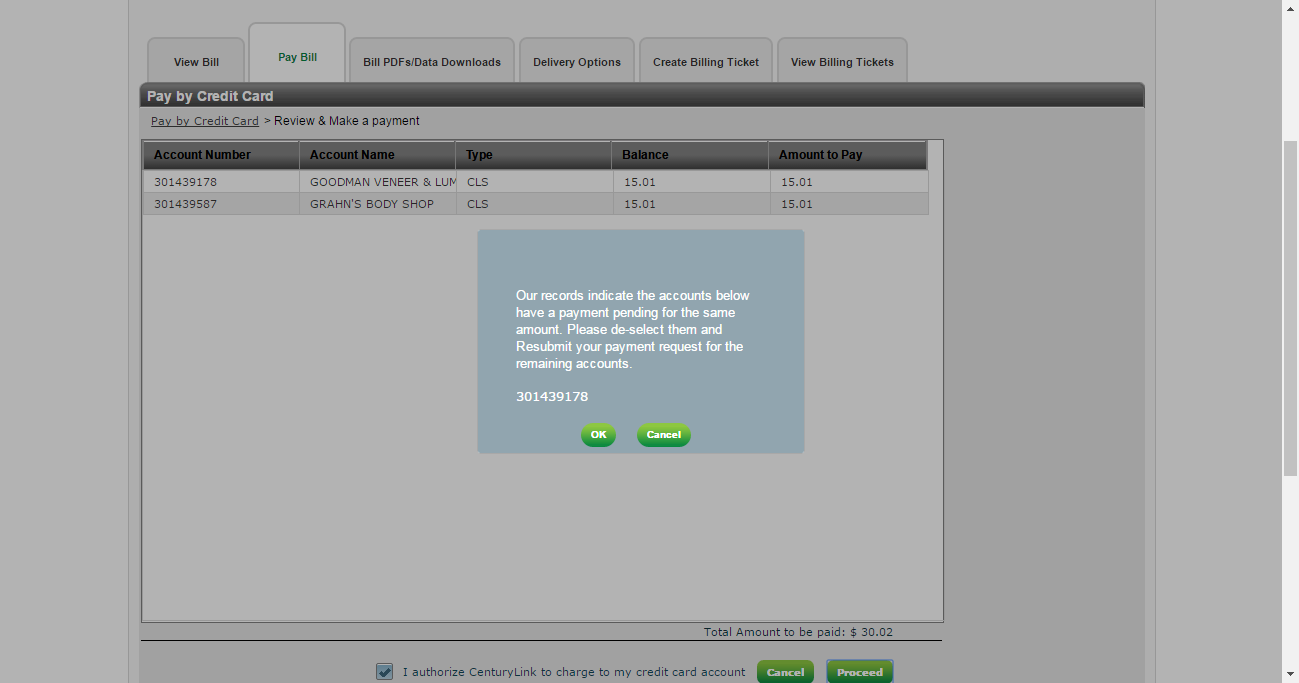 View Bill
Pay Bill
Bill PDFs/Data Downloads
Delivery Options
Create Billing Ticket
View Billing Tickets
Pay by Credit Card
Pay by Credit Card > Review & Make a payment
Account Number Account Name Type Balance Amount to Pay
301439178 GOODMAN VENEER & LUM CLS 15.01 15.01
301439587 GRAHN'S BODY SHOP CLS 15.01 15.01
Our records indicate the accounts below
have a payment pending for the same
amount. Please de-select them and
Resubmit your payment request for the
remaining accounts.
301439178
OK Cancel
Total Amount to be paid: $ 30.02
I authorize CenturyLink to charge to my credit card account Cancel Proceed